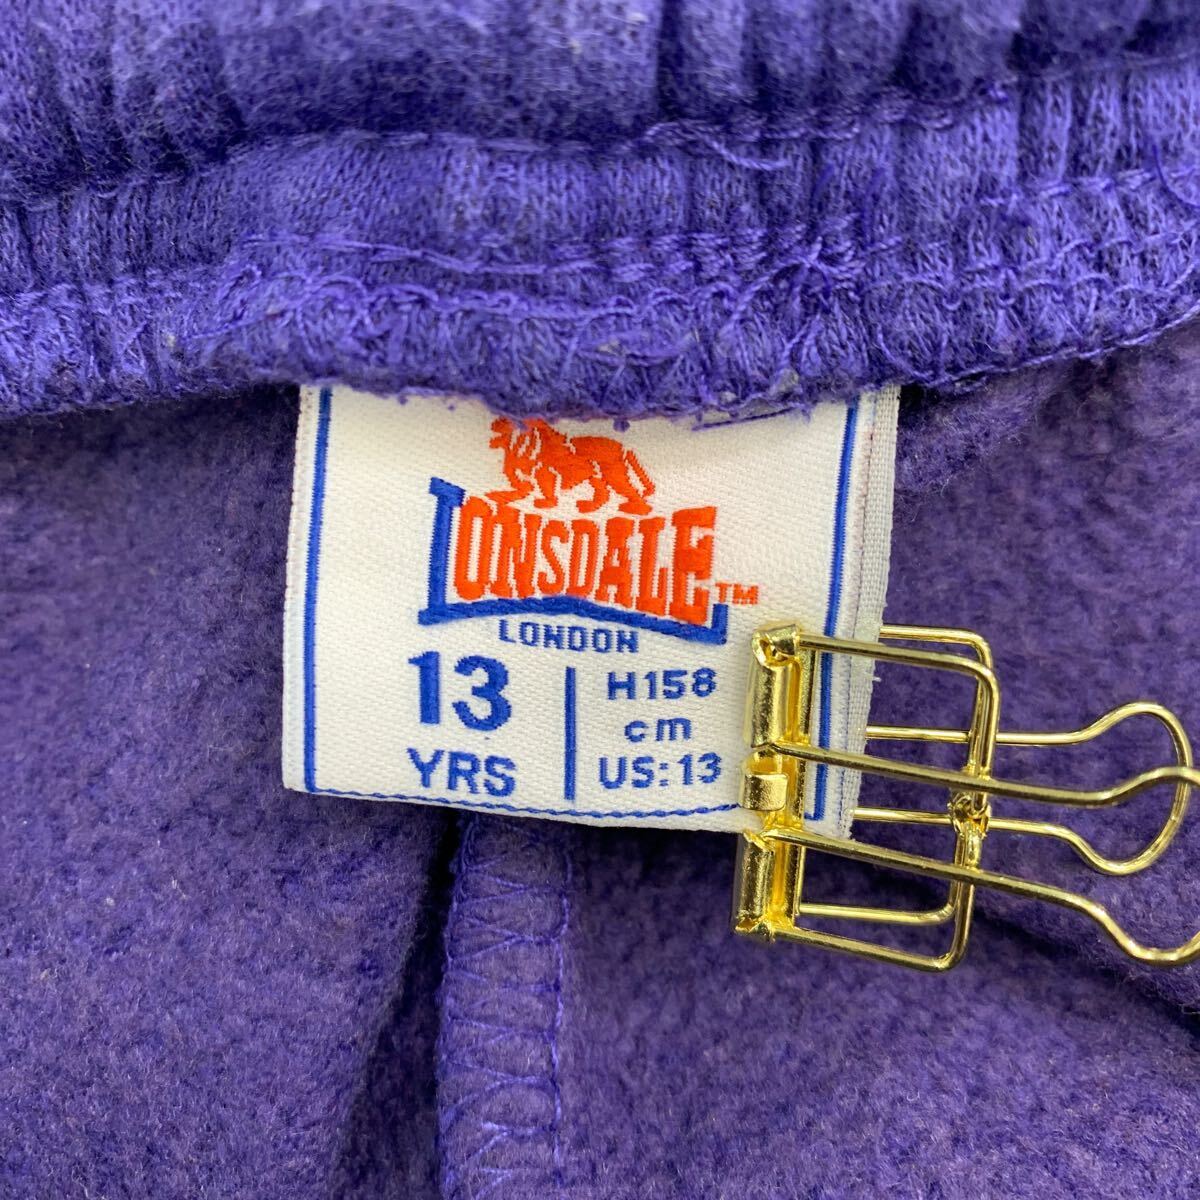 LONSDALE™
LONDON
13
YRS
H158
cm
US:13